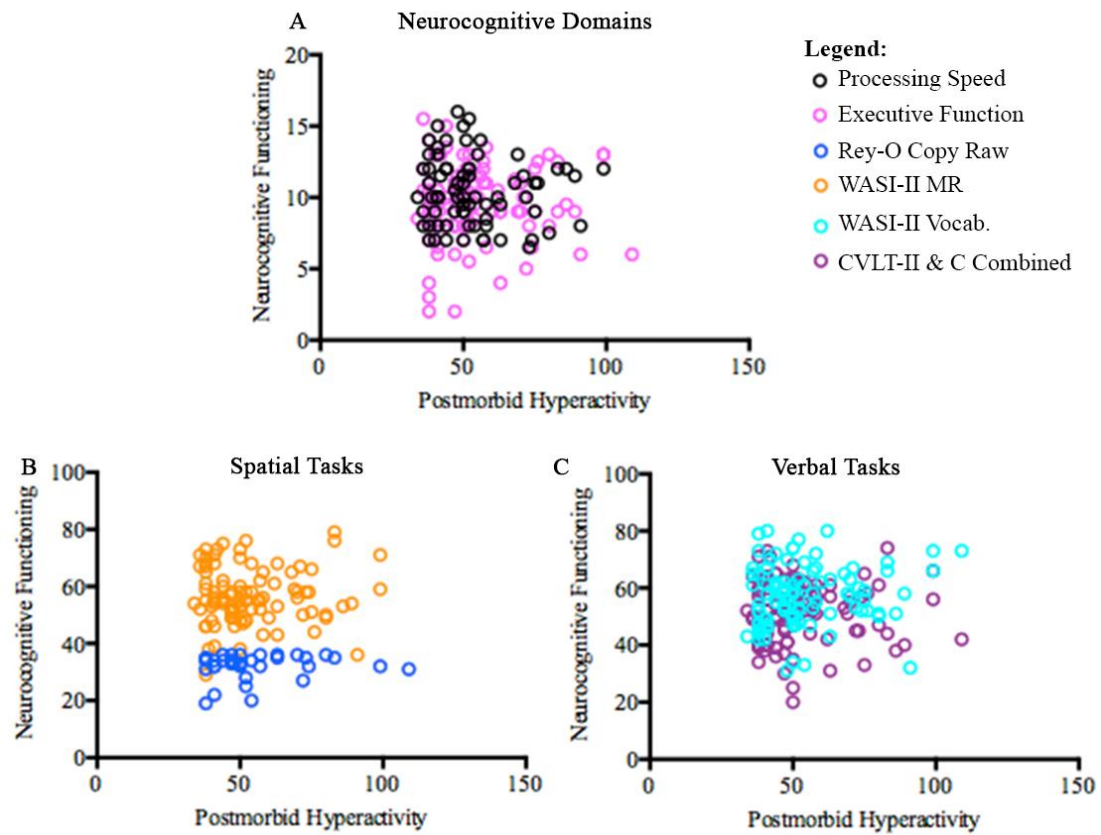 A Neurocognitive Domains
Neurocognitive Functioning
20
15
10
5
0
0 50 100 150
Postmorbid Hyperactivity
Legend:
Processing Speed
Executive Function
Rey-O Copy Raw
WASI-II MR
WASI-II Vocab.
CVLT-II & C Combined
B Spatial Tasks
Neurocognitive Functioning
100
80
60
40
20
0
0 50 100 150
Postmorbid Hyperactivity
C Verbal Tasks
Neurocognitive Functioning
100
80
60
40
20
0
0 50 100 150
Postmorbid Hyperactivity